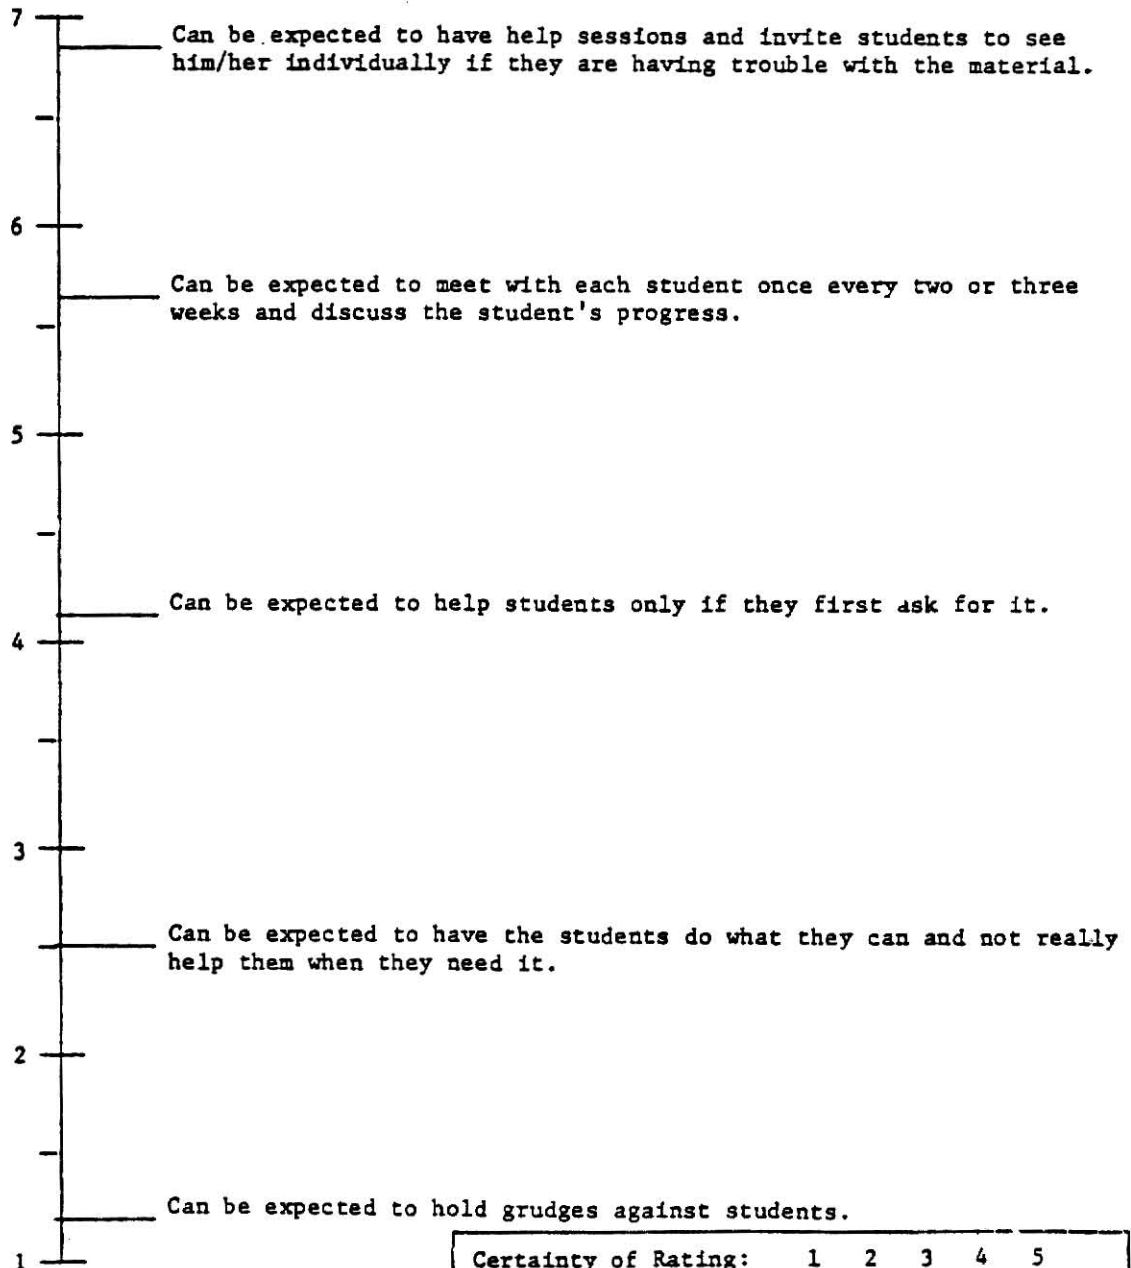 7
Can be expected to have help sessions and invite students to see
him/her individually if they are having trouble with the material.
6
Can be expected to meet with each student once every two or three
weeks and discuss the student's progress.
5
Can be expected to help students only if they first ask for it.
4
3
Can be expected to have the students do what they can and not really
help them when they need it.
2
Can be expected to hold grudges against students.
1
Certainty of Rating: 1 2 3 4 5